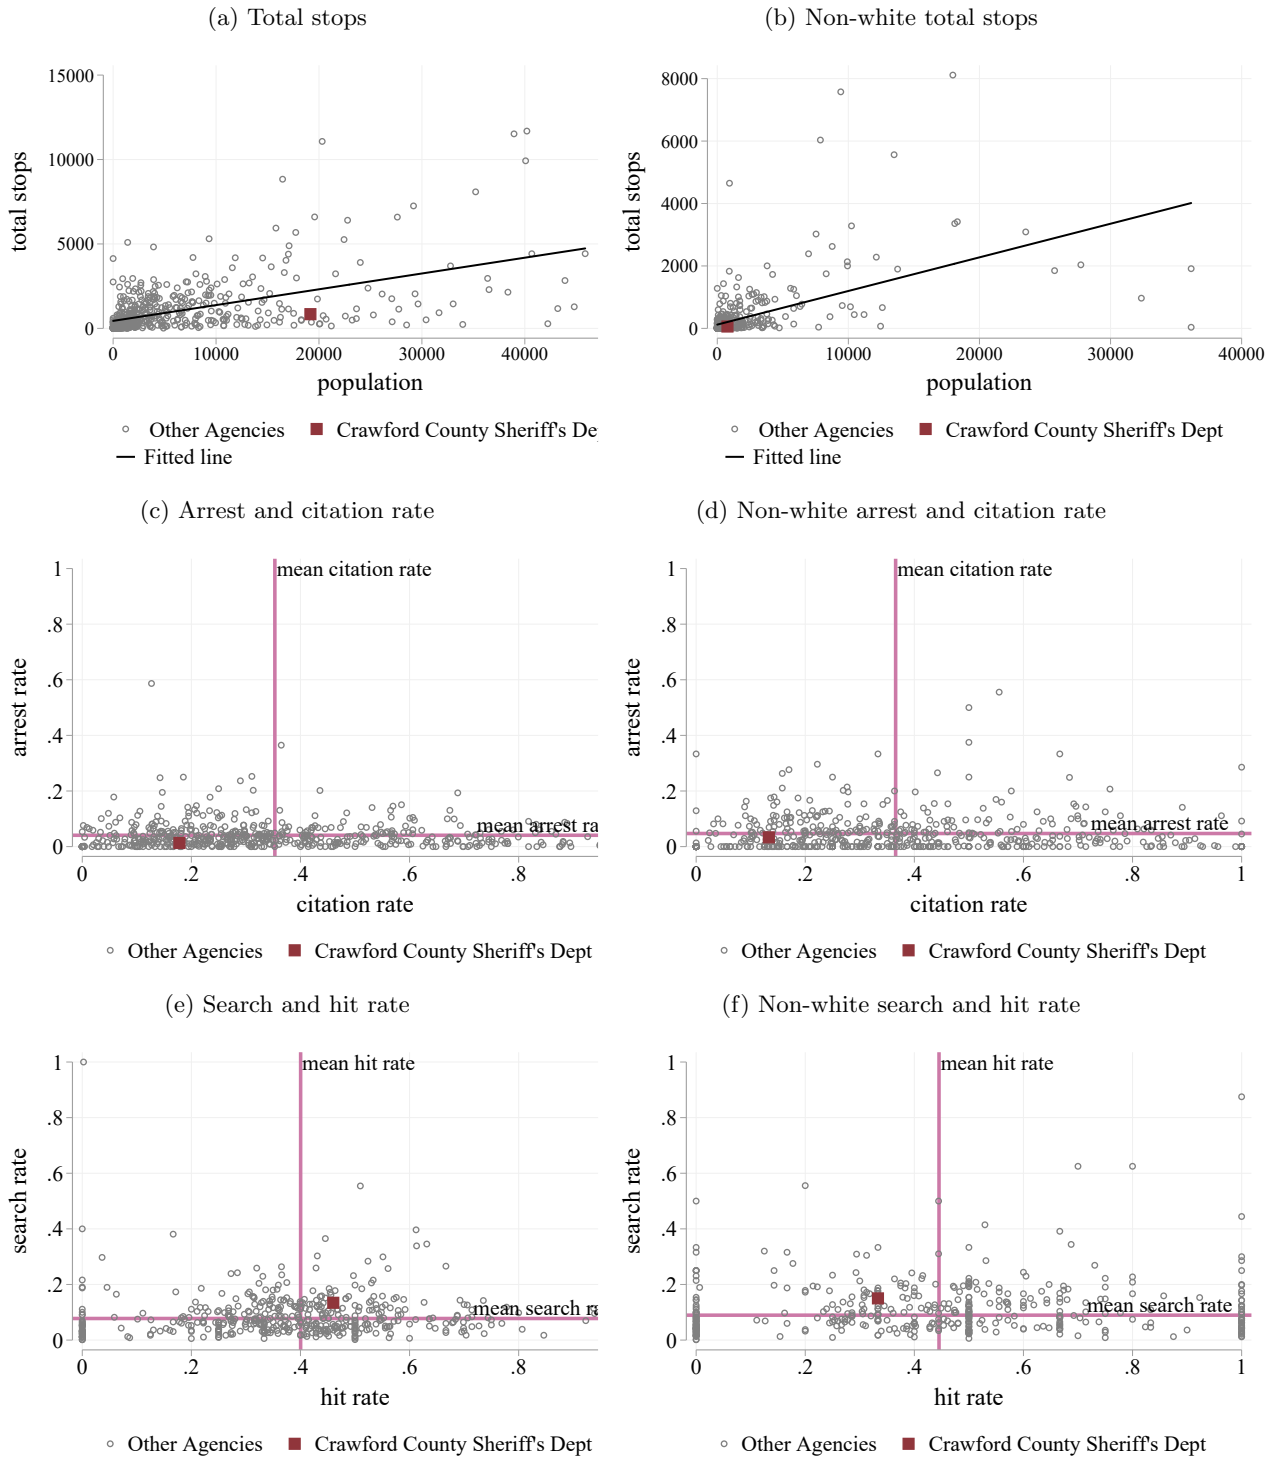 (a) Total stops
15000
10000
5000
0
total stops
0 10000 20000 30000 40000
population
Other Agencies Crawford County Sheriff's De
Fitted line
(b) Non-white total stops
8000
6000
4000
2000
0
total stops
0 10000 20000 30000 40000
population
Other Agencies Crawford County Sheriff's Dept
Fitted line
(c) Arrest and citation rate
1
.8
.6
.4
.2
0
arrest rate
mean citation rate
mean arrest ra
0 .2 .4 .6 .8
citation rate
Other Agencies Crawford County Sheriff's Dept
(d) Non-white arrest and citation rate
1
.8
.6
.4
.2
0
arrest rate
mean citation rate
mean arrest rate
0 .2 .4 .6 .8 1
citation rate
Other Agencies Crawford County Sheriff's Dept
(e) Search and hit rate
1
.8
.6
.4
.2
0
search rate
mean hit rate
mean search ra
0 .2 .4 .6 .8
hit rate
Other Agencies Crawford County Sheriff's Dept
(f) Non-white search and hit rate
1
.8
.6
.4
.2
0
search rate
mean hit rate
mean search rate
0 .2 .4 .6 .8 1
hit rate
Other Agencies Crawford County Sheriff's Dept